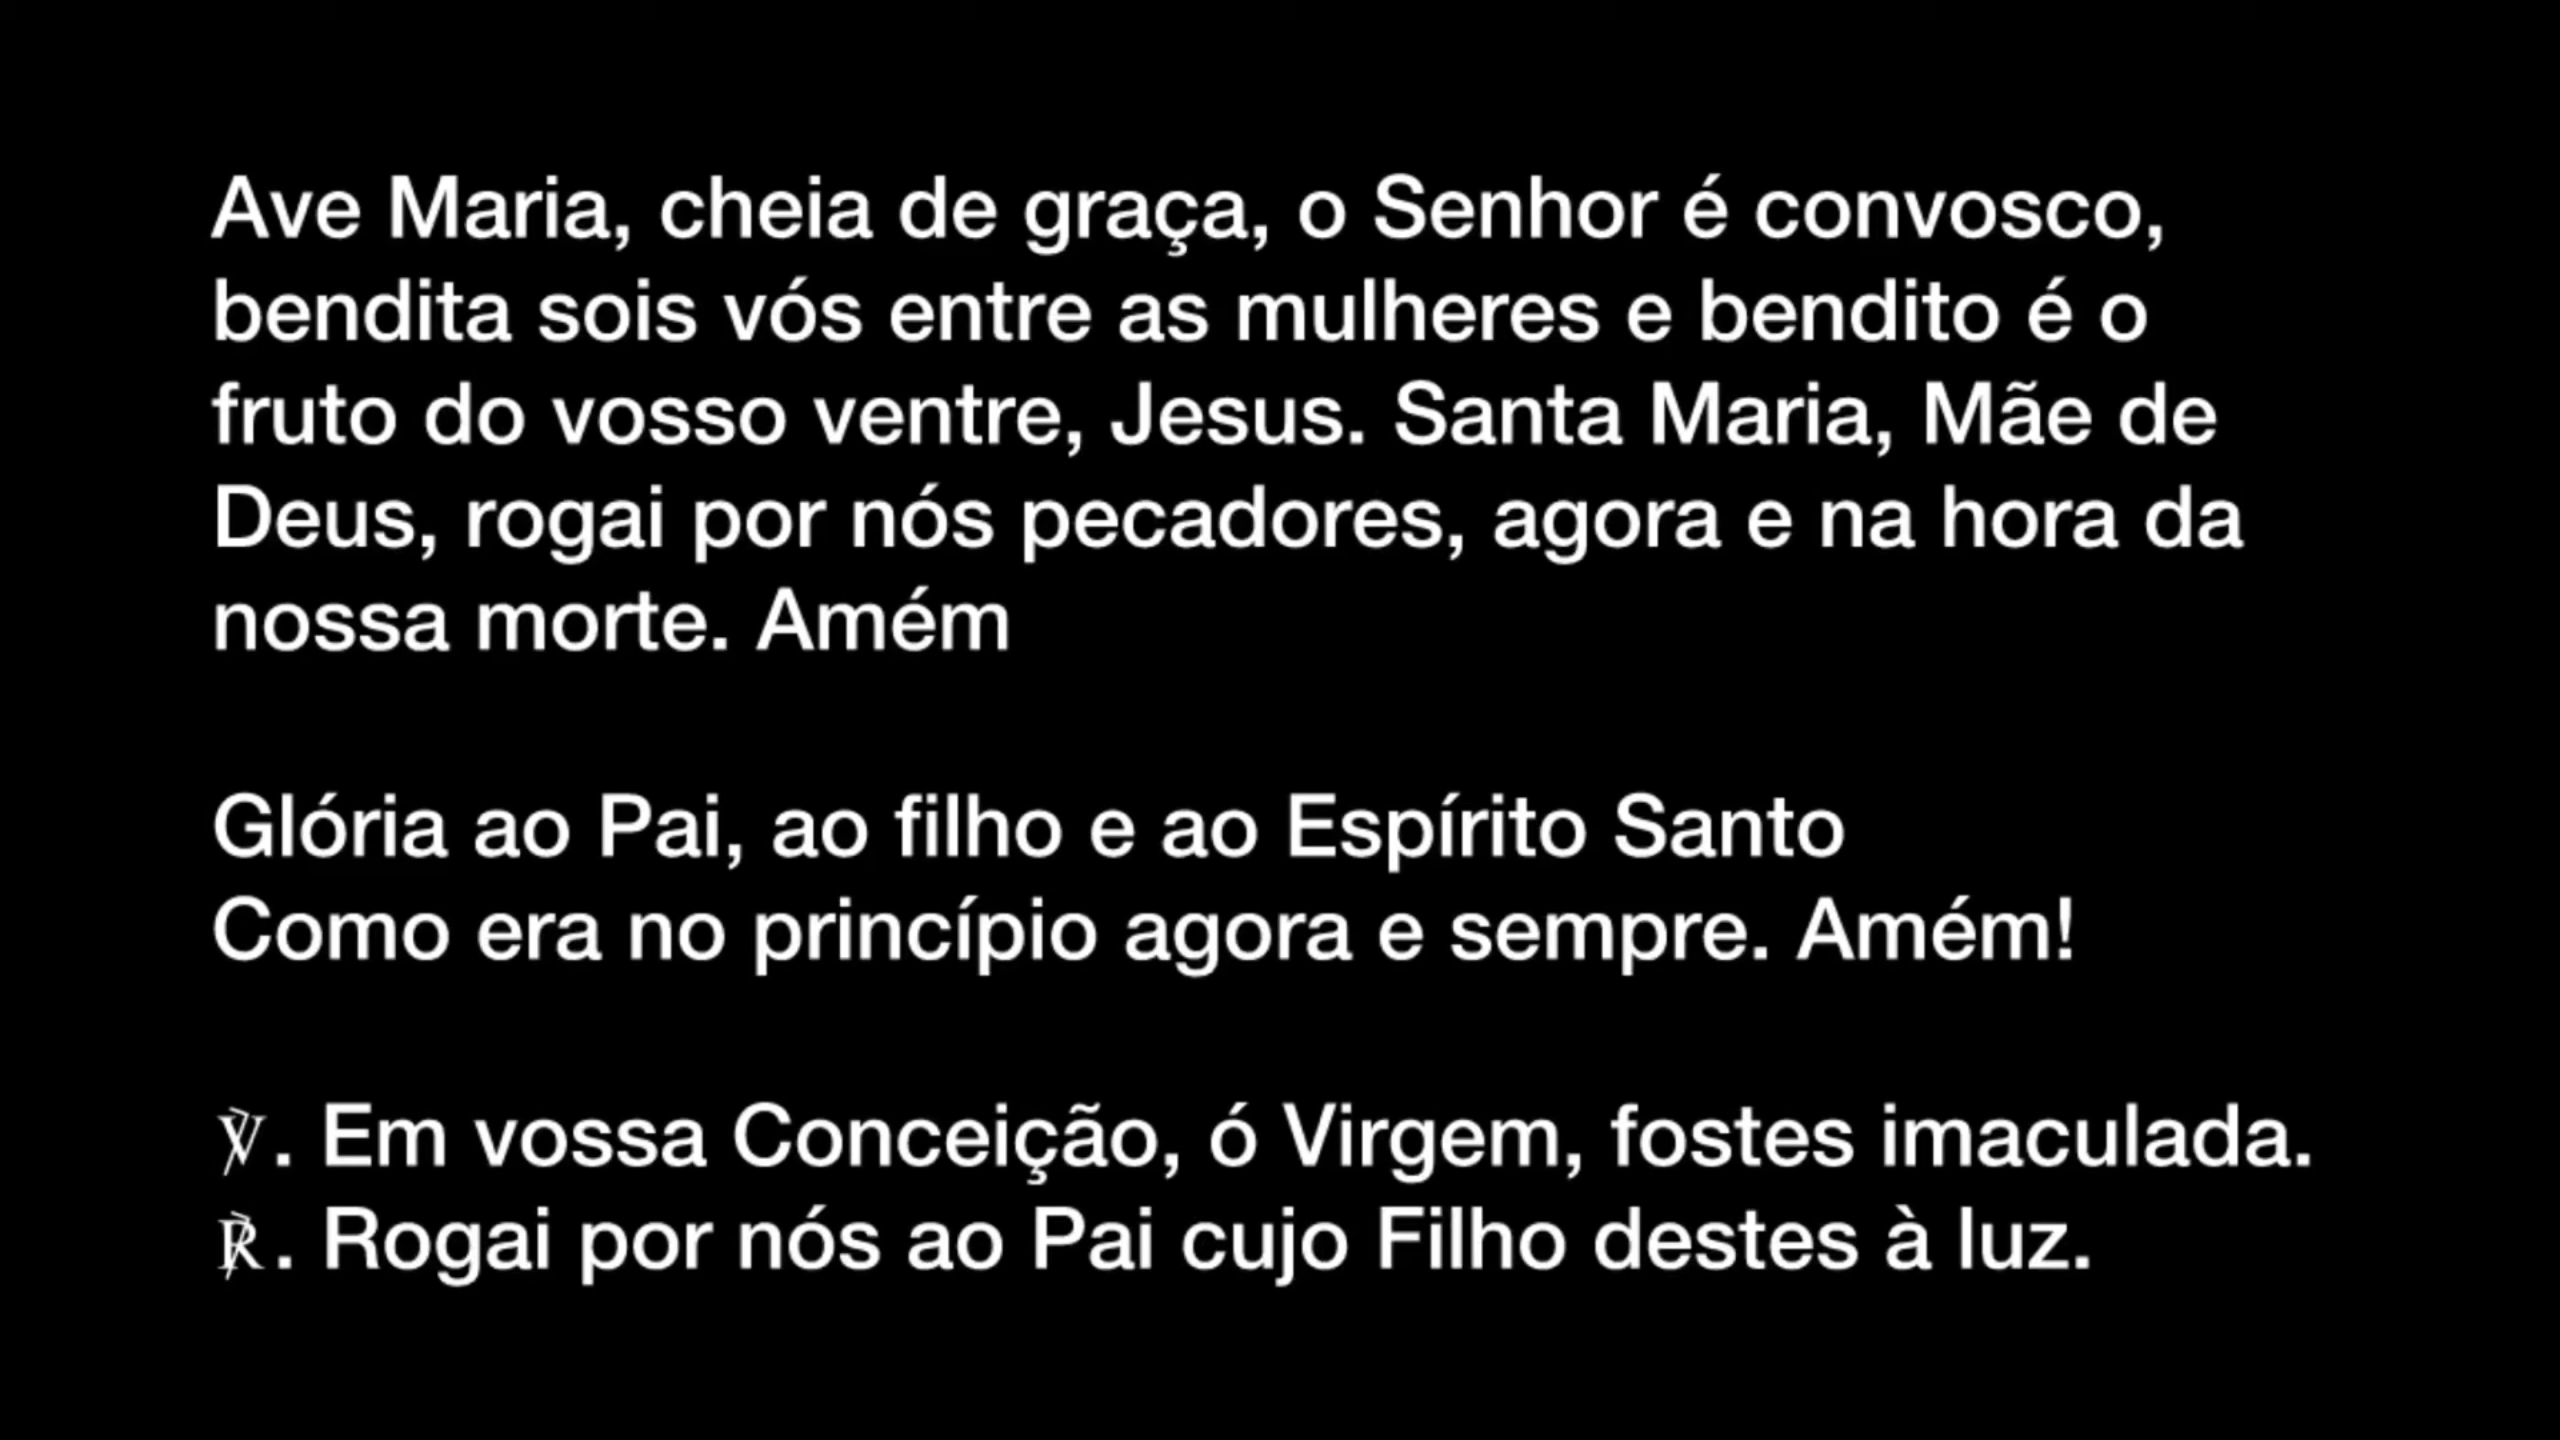 Ave Maria, cheia de graça, o Senhor é convosco,
bendita sois vós entre as mulheres e bendito é o
fruto do vosso ventre, Jesus. Santa Maria, Mãe de
Deus, rogai por nós pecadores, agora e na hora da
nossa morte. Amém
Glória ao Pai, ao filho e ao Espírito Santo
Como era no princípio agora e sempre. Amém!
℣. Em vossa Conceição, ó Virgem, fostes imaculada.
℟. Rogai por nós ao Pai cujo Filho destes à luz.